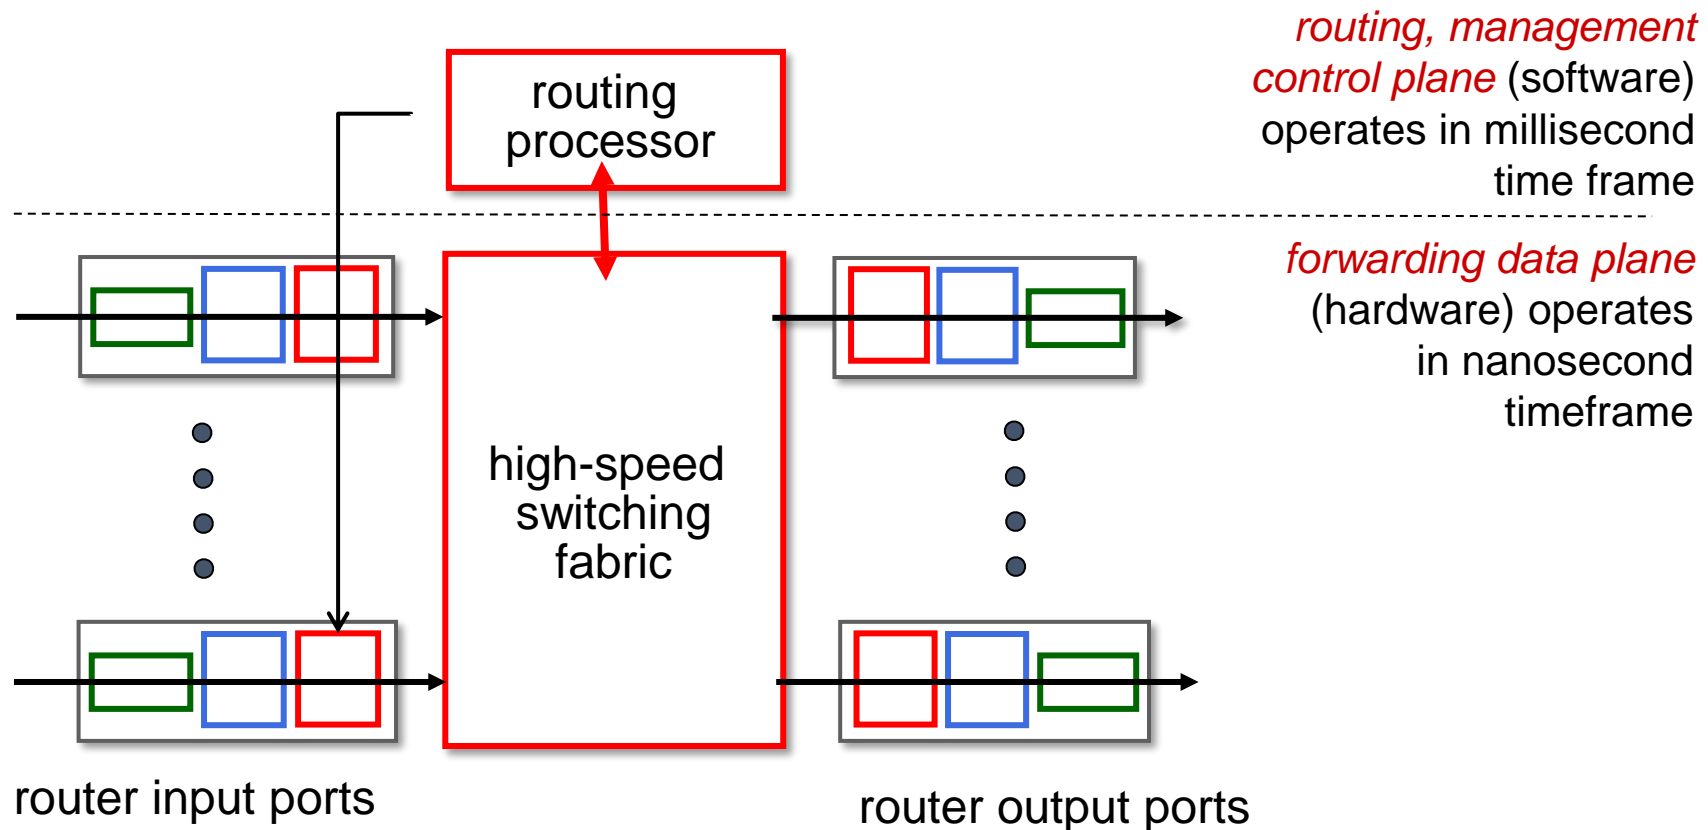 routing, management
control plane (software)
operates in millisecond
time frame
routing
processor
forwarding data plane
(hardware) operates
in nanosecond
timeframe
high-speed
switching
fabric
router input ports
router output ports